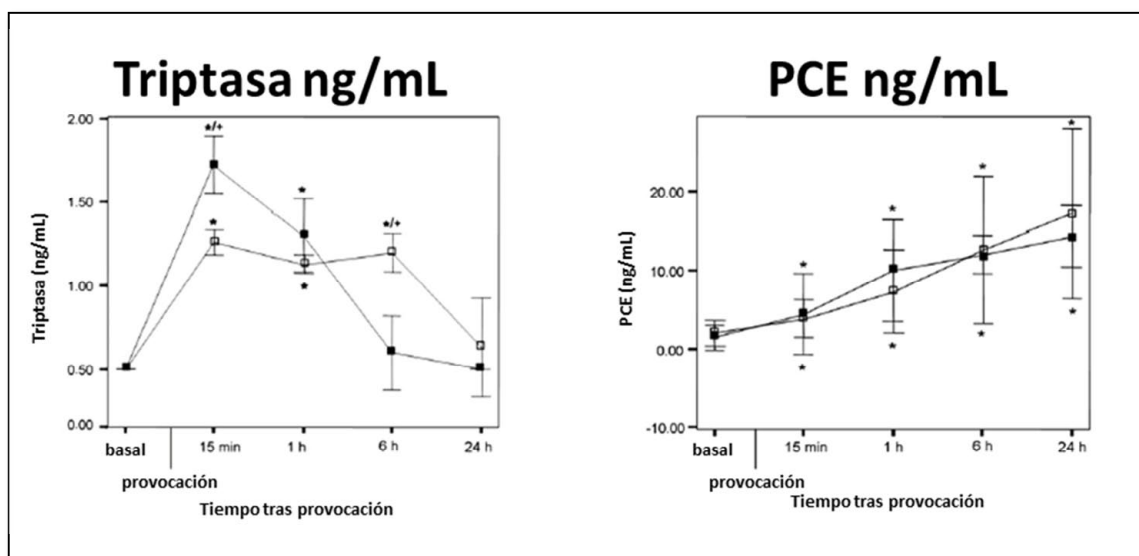 Triptasa ng/mL
2.00
1.50
1.00
0.50
0.00
Triptasa (ng/mL)
*/+
*
*
*
*/+
basal
15 min
1 h
6 h
24 h
provocación
Tiempo tras provocación
PCE ng/mL
20.00
10.00
0.00
-10.00
PCE (ng/mL)
*
*
*
*
*
*
*
*
basal
15 min
1 h
6 h
24 h
provocación
Tiempo tras provocación